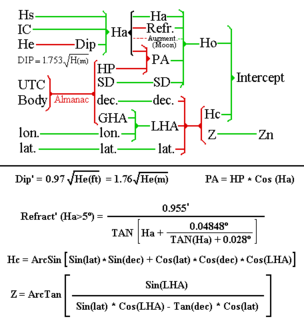 Hs Ha Ha
IC Refr.
Augment (Moon)
He Dip PA Ho
DIP = 1.753√H(m)
HP
SD SD Intercept
UTC
Body Almanac dec. dec.
GHA Hc
lon. lon. LHA Z Zn
lat. lat. lat.
Dip' = 0.97 √He(ft) = 1.76 √He(m) PA = HP * Cos (Ha)
Refract' (Ha>5º) = 0.955' / TAN [Ha + 0.04848º / TAN(Ha) + 0.028º]
Hc = ArcSin [Sin(lat) * Sin(dec) + Cos(lat) * Cos(dec) * Cos(LHA)]
Z = ArcTan [Sin(LHA) / Sin(lat) * Cos(LHA) - Tan(dec) * Cos(lat)]